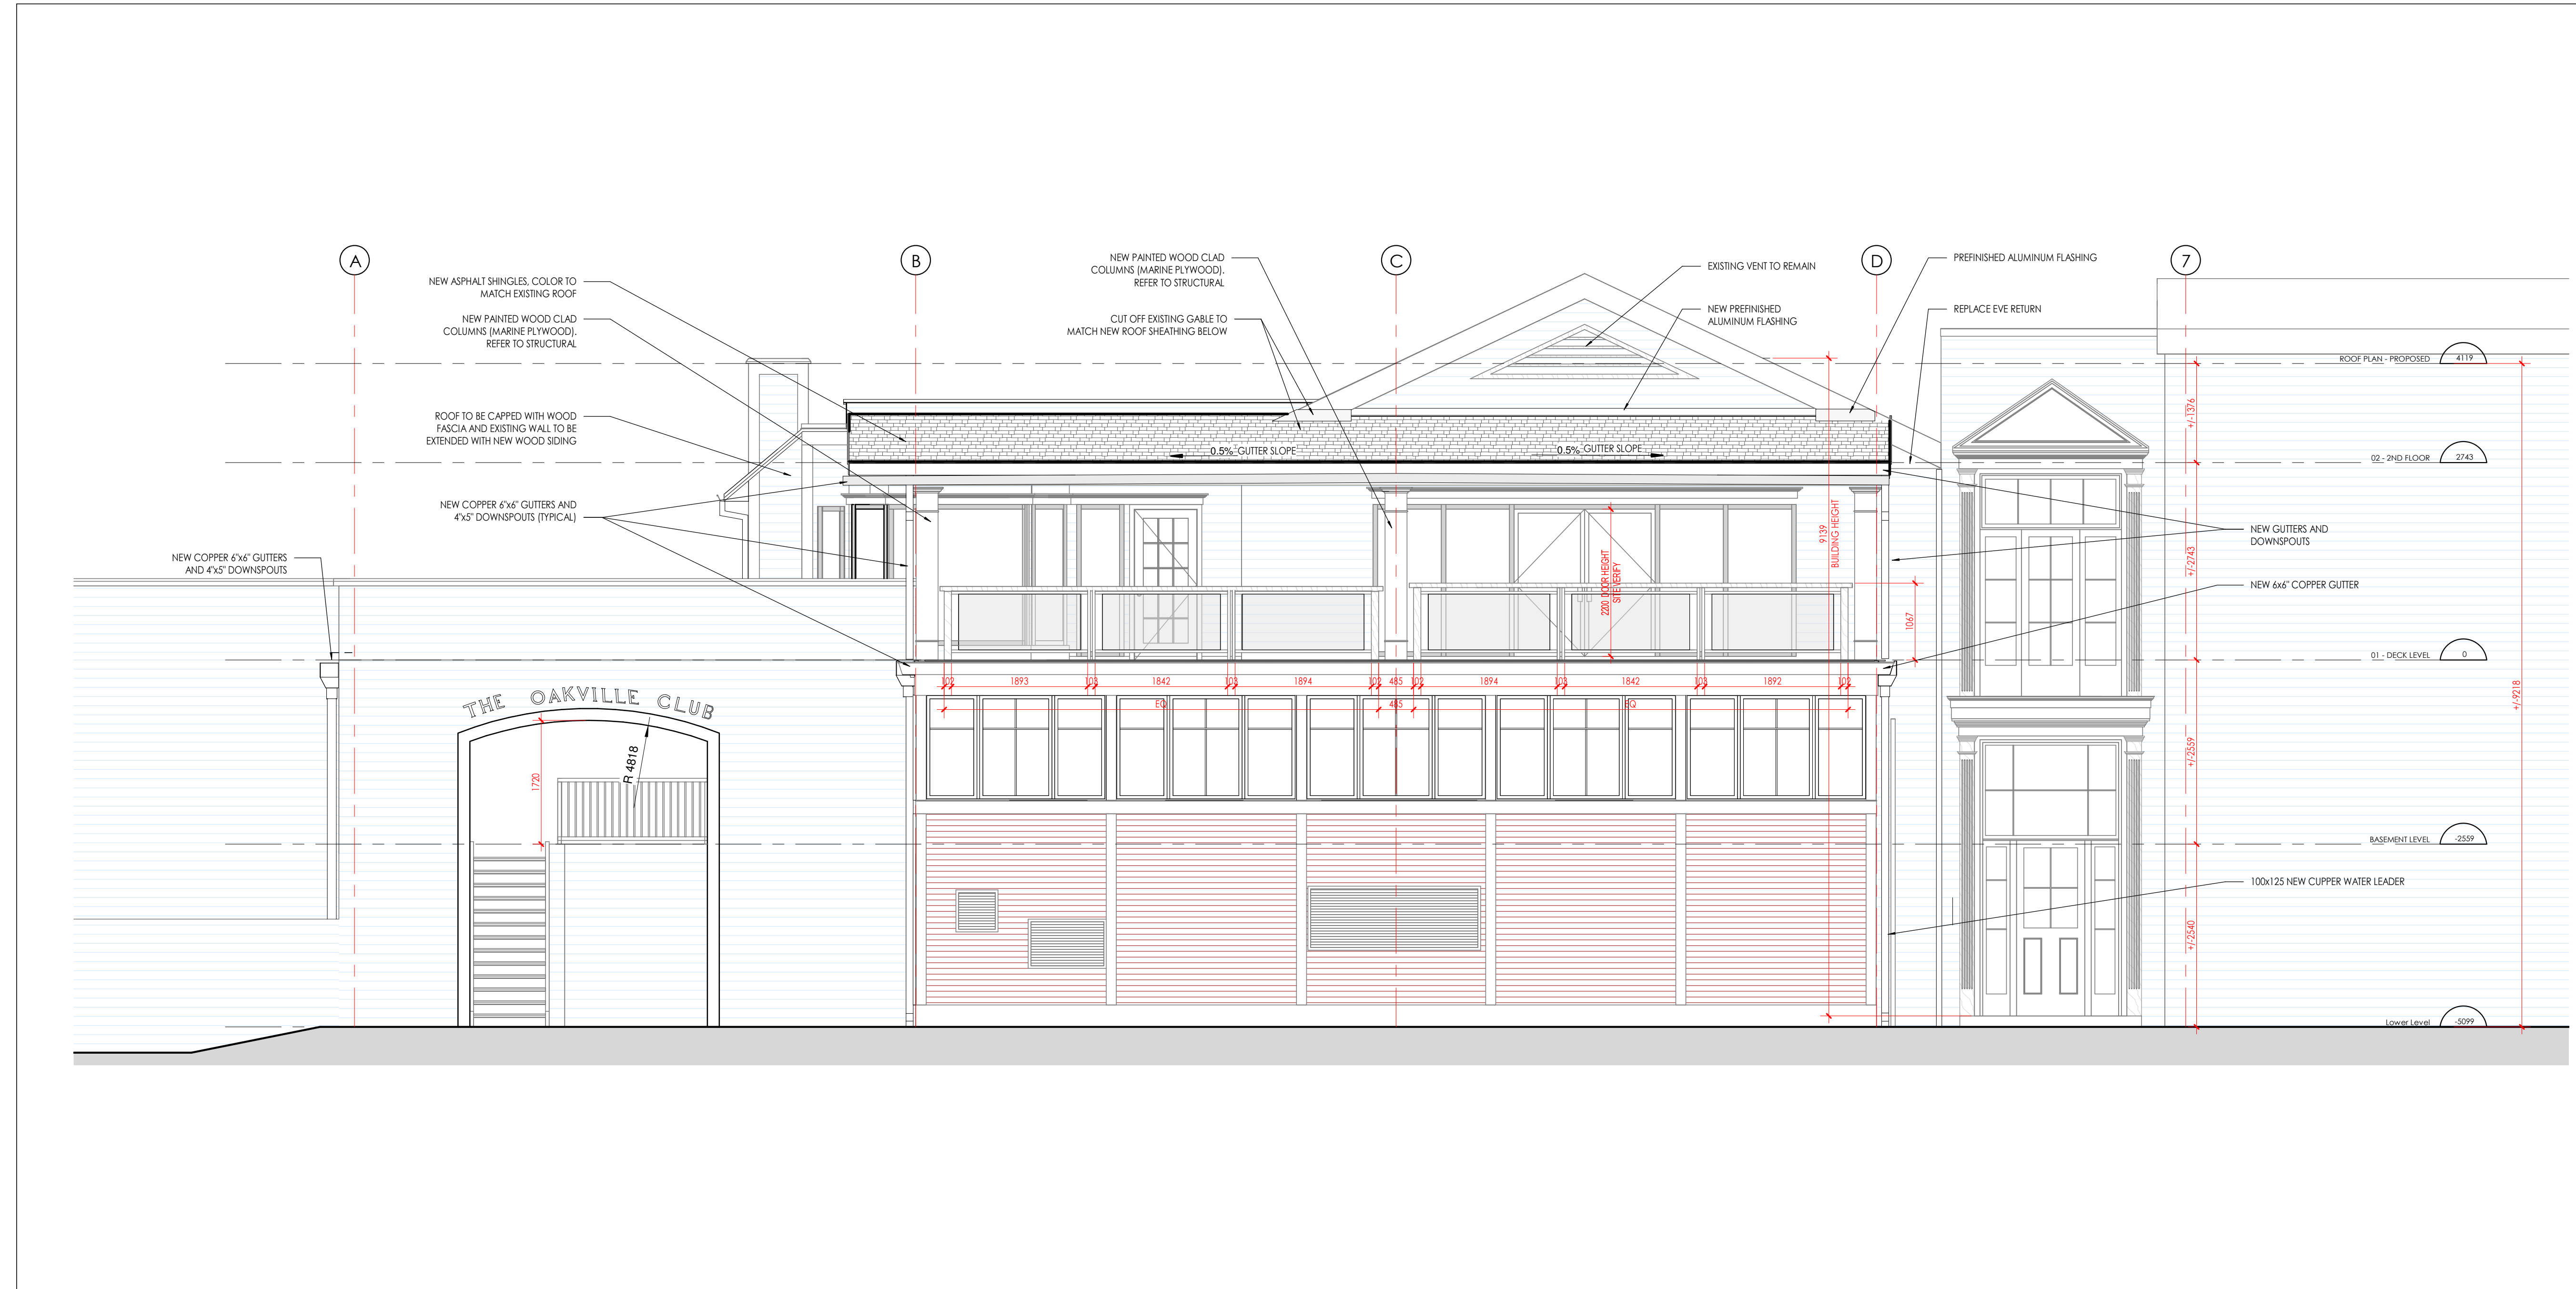 A
B
C
D
7
NEW ASPHALT SHINGLES, COLOR TO
MATCH EXISTING ROOF
NEW PAINTED WOOD CLAD
COLUMNS (MARINE PLYWOOD).
REFER TO STRUCTURAL
ROOF TO BE CAPPED WITH WOOD
FASCIA AND EXISTING WALL TO BE
EXTENDED WITH NEW WOOD SIDING
NEW COPPER 6"x6" GUTTERS AND
4"x5" DOWNSPOUTS (TYPICAL)
NEW COPPER 6"x6" GUTTERS
AND 4"x5" DOWNSPOUTS
NEW PAINTED WOOD CLAD
COLUMNS (MARINE PLYWOOD).
REFER TO STRUCTURAL
CUT OFF EXISTING GABLE TO
MATCH NEW ROOF SHEATHING BELOW
EXISTING VENT TO REMAIN
NEW PREFINISHED
ALUMINUM FLASHING
PREFINISHED ALUMINUM FLASHING
REPLACE EVE RETURN
0.5% GUTTER SLOPE
0.5% GUTTER SLOPE
ROOF PLAN - PROPOSED 4119
+/-1376
02 - 2ND FLOOR 2743
+/-2743
01 - DECK LEVEL 0
+/-2559
BASEMENT LEVEL -2559
+/-2540
Lower Level -5099
+/-9218
NEW GUTTERS AND
DOWNSPOUTS
NEW 6x6" COPPER GUTTER
100x125 NEW CUPPER WATER LEADER
9139
BUILDING HEIGHT
2200 DOOR HEIGHT
SITE VERIFY
1067
102 1893 103 1842 103 1894 102 485 102 1894 103 1842 103 1892 102
EQ 485 EQ
THE OAKVILLE CLUB
R 4818
1720